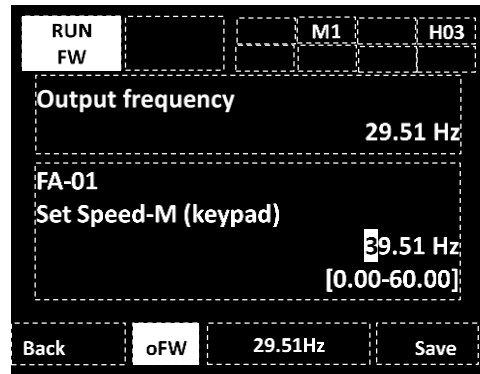 RUN
FW
M1
H03
Output frequency
29.51 Hz
FA-01
Set Speed-M (keypad)
39.51 Hz
[0.00-60.00]
Back
oFW
29.51Hz
Save